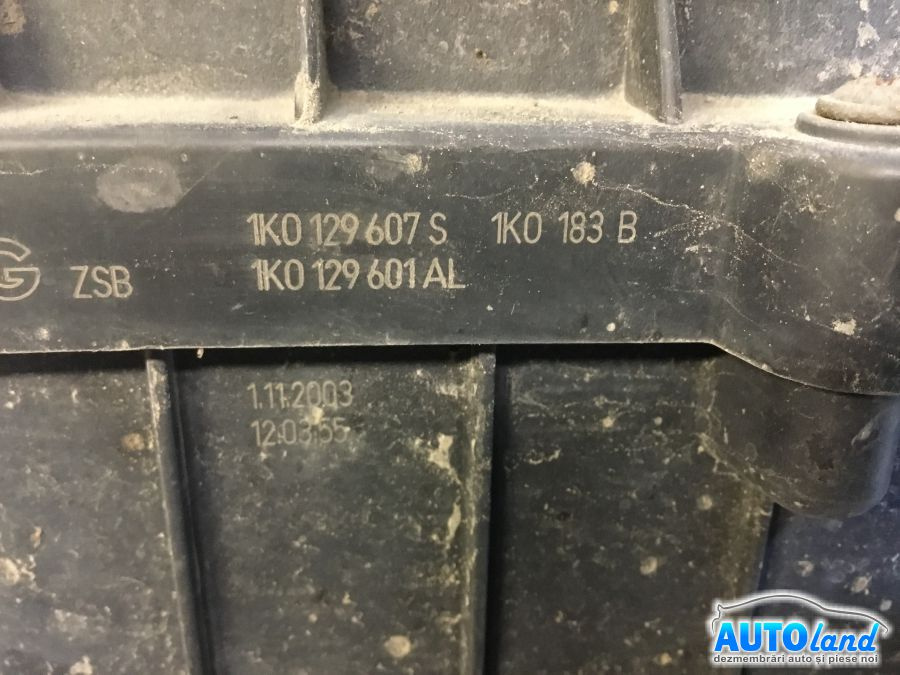 1K0 129 607 S 1K0 183 B
ZSB 1K0 129 601 AL
1.11.2003
12:03:55
AUTOland
dezmembrări auto și piese noi